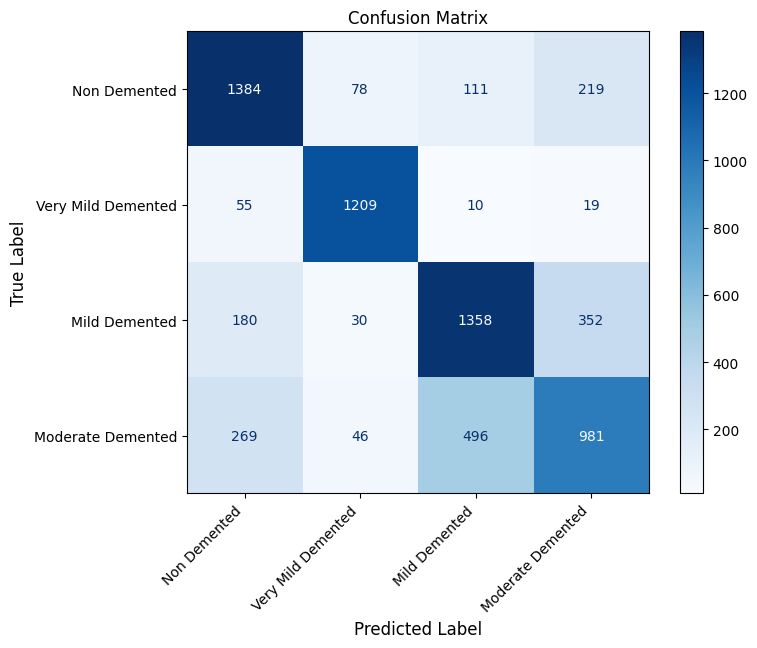 Confusion Matrix
Non Demented 1384 78 111 219
Very Mild Demented 55 1209 10 19
Mild Demented 180 30 1358 352
Moderate Demented 269 46 496 981
True Label
Non Demented
Very Mild Demented
Mild Demented
Moderate Demented
Predicted Label
1200
1000
800
600
400
200